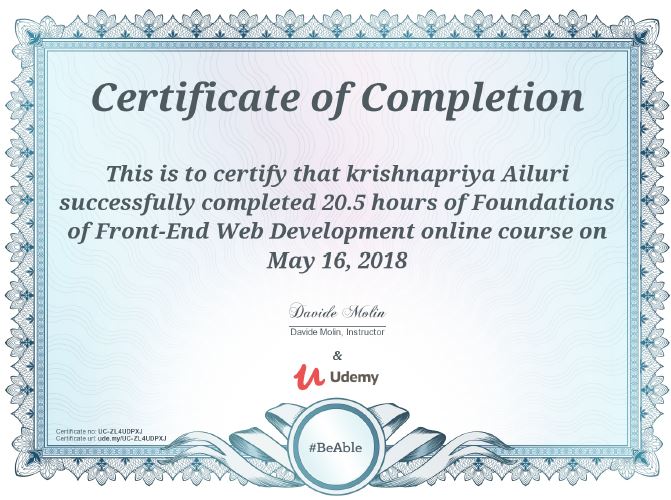 Certificate of Completion
This is to certify that krishnapriya Ailuri
successfully completed 20.5 hours of Foundations
of Front-End Web Development online course on
May 16, 2018
Davide Molin
Davide Molin, Instructor
&
Udemy
Certificate no: UC-ZL4UDPXJ
Certificate url: ude.my/UC-ZL4UDPXJ
#BeAble